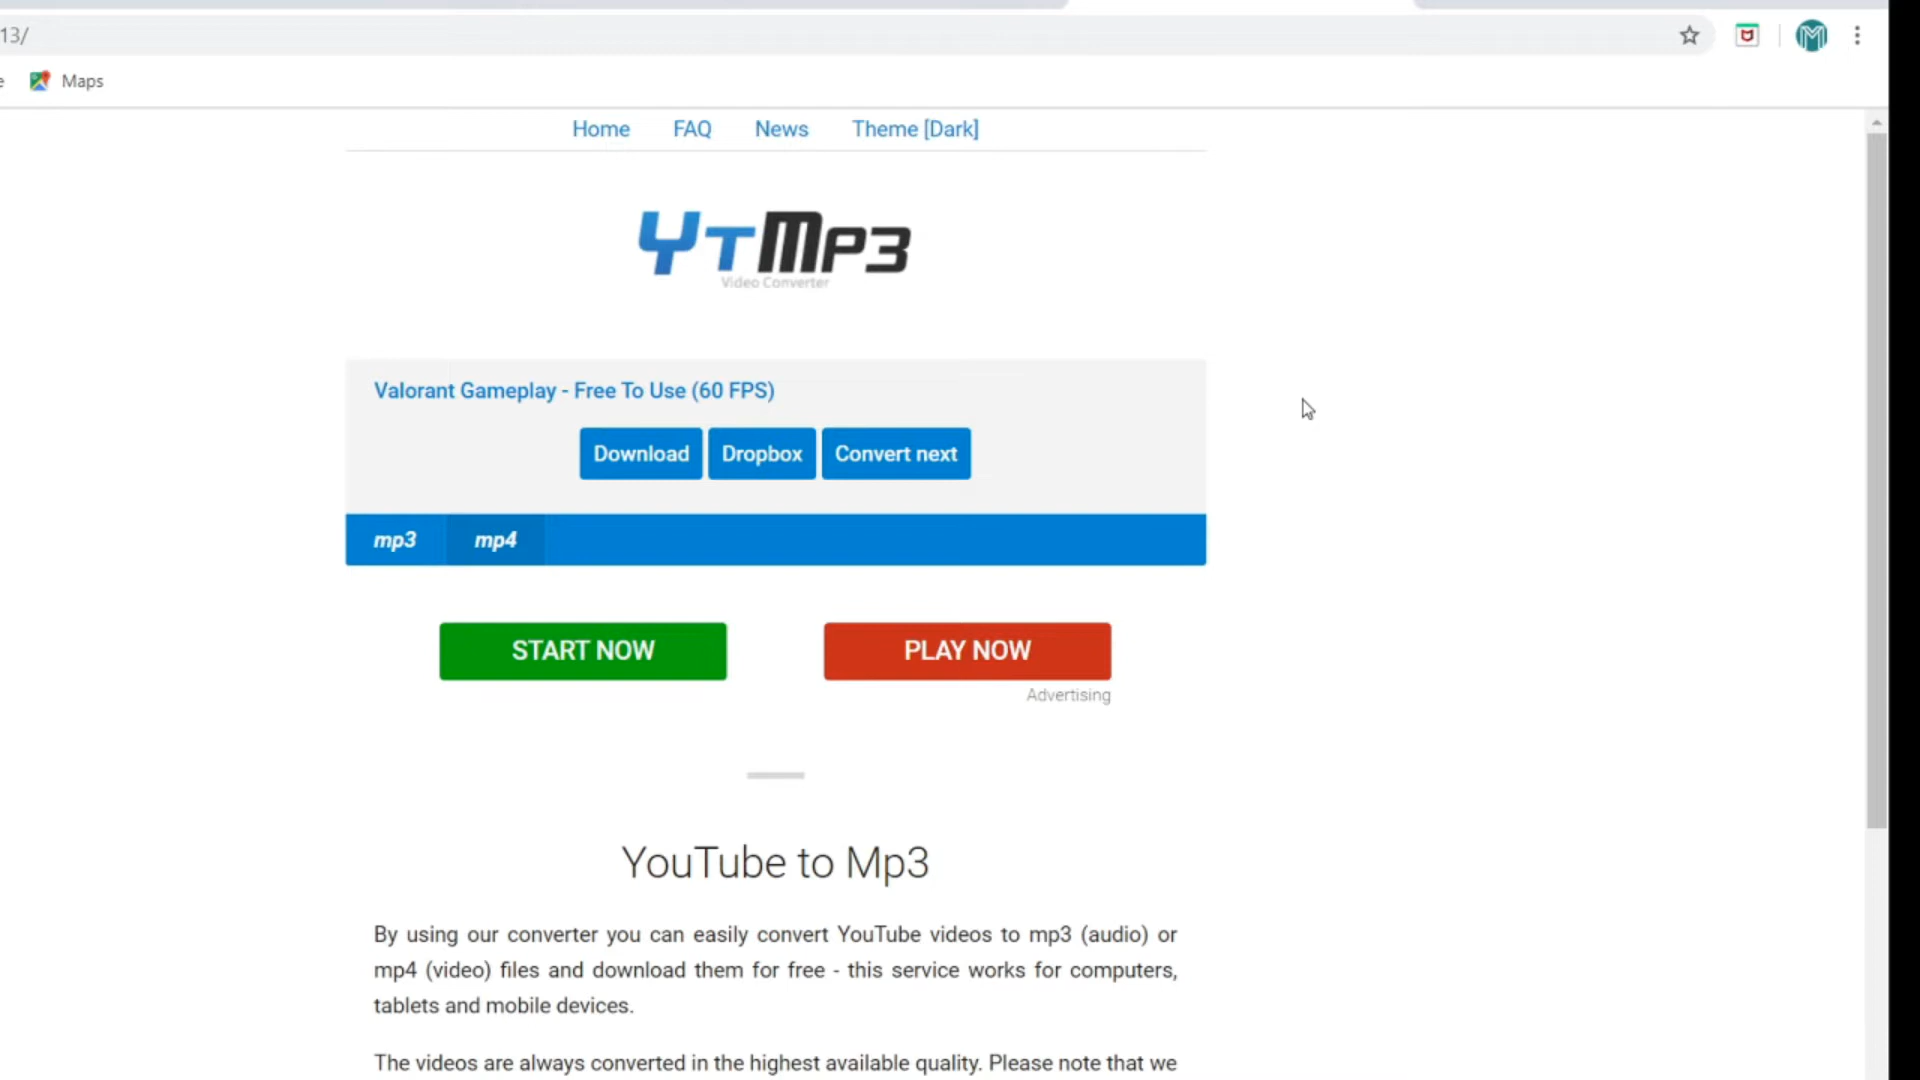 13/
e Maps
Home FAQ News Theme [Dark]
YTMP3
Video Converter
Valorant Gameplay - Free To Use (60 FPS)
Download Dropbox Convert next
mp3 mp4
START NOW PLAY NOW
Advertising
YouTube to Mp3
By using our converter you can easily convert YouTube videos to mp3 (audio) or
mp4 (video) files and download them for free - this service works for computers,
tablets and mobile devices.
The videos are always converted in the highest available quality. Please note that we